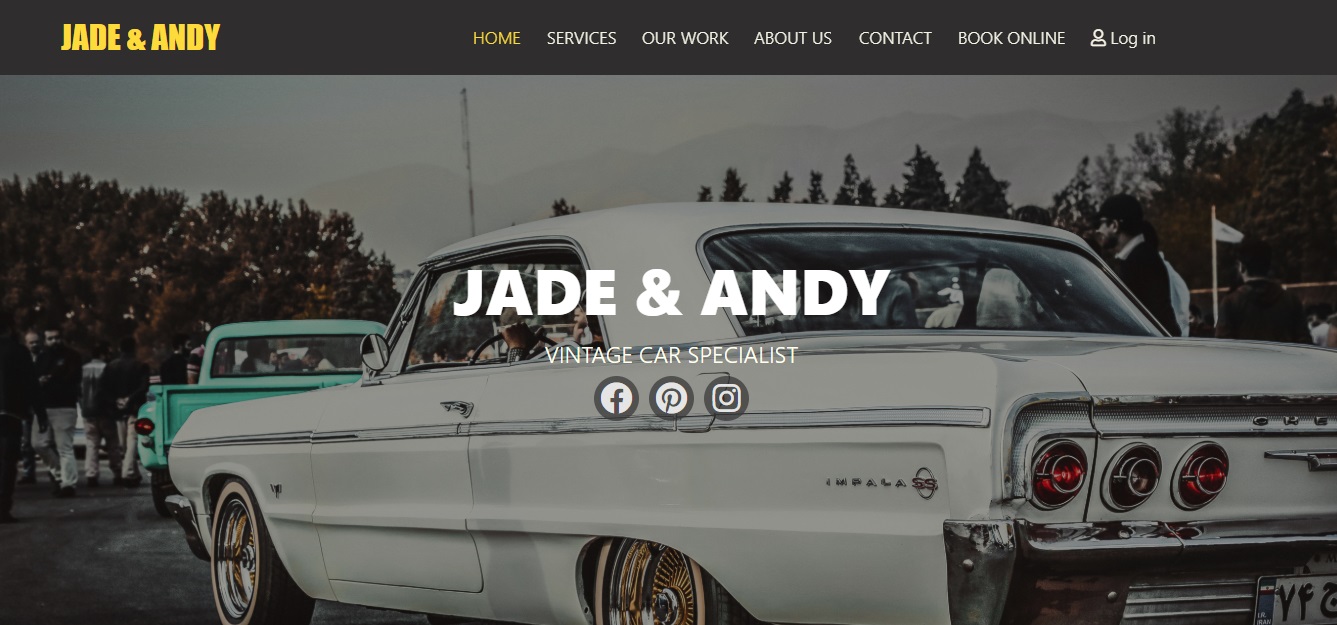 JADE & ANDY
HOME SERVICES OUR WORK ABOUT US CONTACT BOOK ONLINE Log in
JADE & ANDY
VINTAGE CAR SPECIALIST
IMPALA SS
I.R.
IRAN